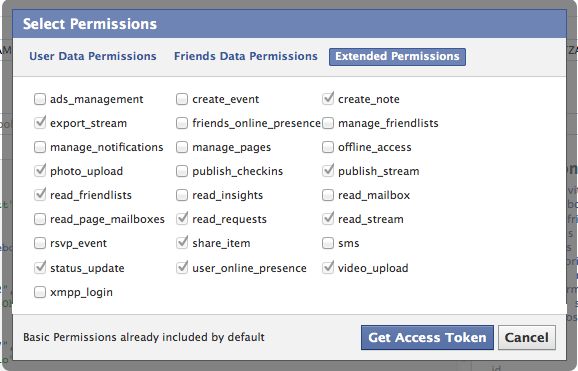 Select Permissions
User Data Permissions Friends Data Permissions Extended Permissions
ads_management create_event create_note
export_stream friends_online_presence manage_friendlists
manage_notifications manage_pages offline_access
photo_upload publish_checkins publish_stream
read_friendlists read_insights read_mailbox
read_page_mailboxes read_requests read_stream
rsvp_event share_item sms
status_update user_online_presence video_upload
xmpp_login
Basic Permissions already included by default Get Access Token Cancel